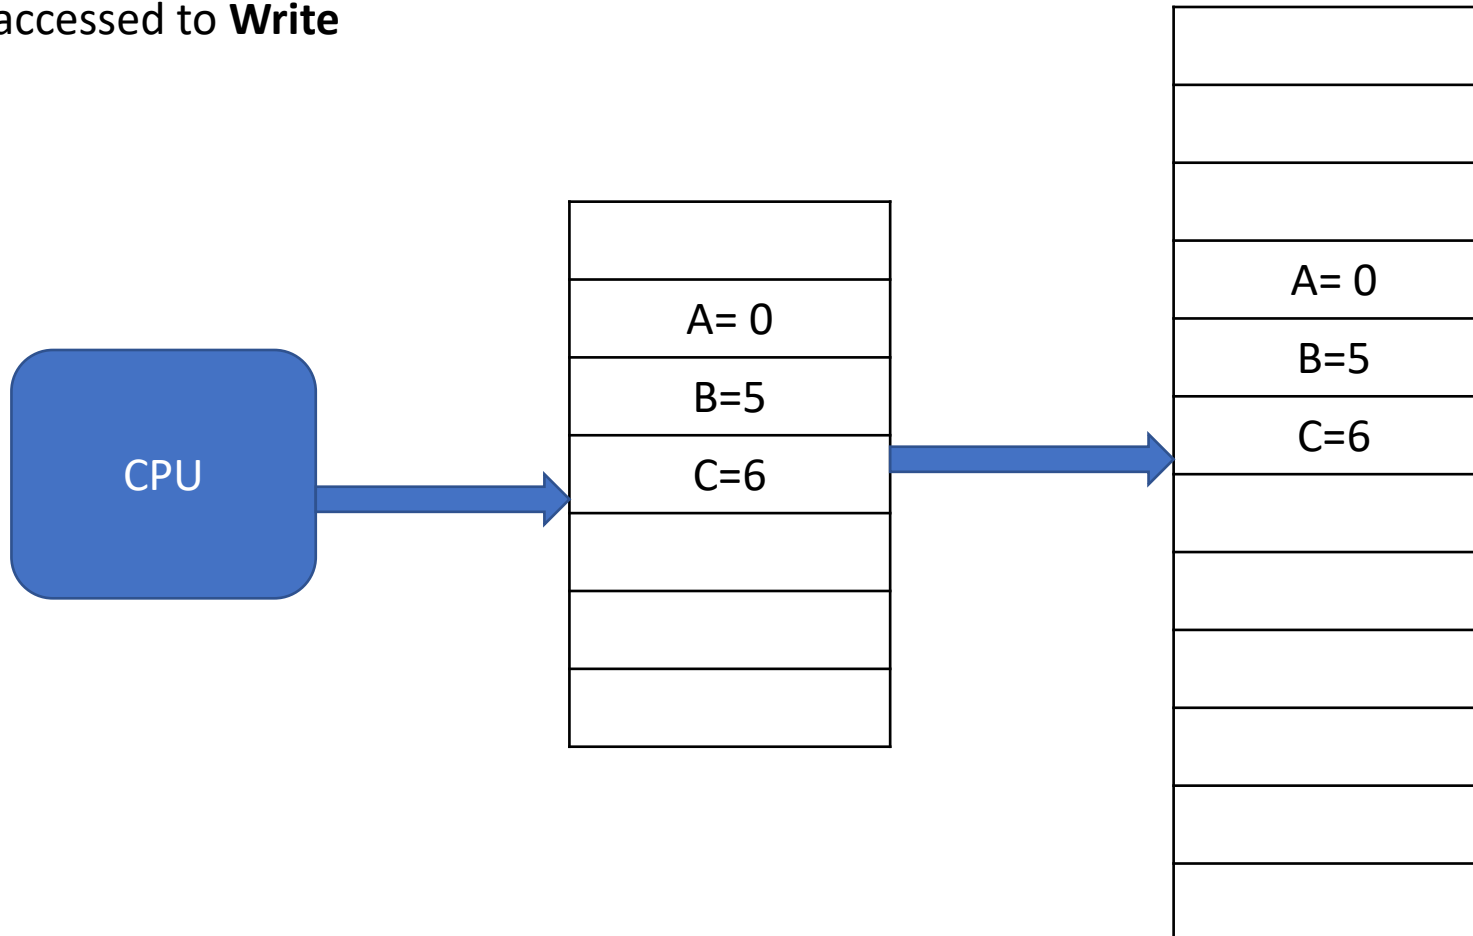 accessed to Write
A= 0
B=5
C=6
CPU
A= 0
B=5
C=6